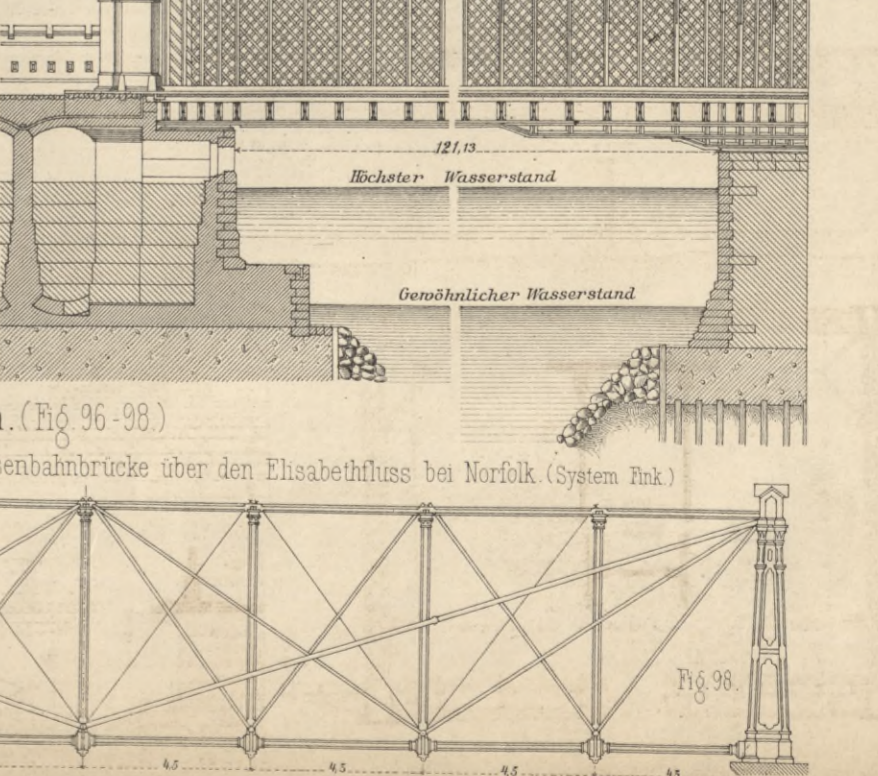 121,13
Höchster Wasserstand
Gewöhnlicher Wasserstand
(Fig. 96-98.)
senbahnbrücke über den Elisabethfluss bei Norfolk. (System Fink.)
Fig. 98.
4,5 4,5 4,5 4,5